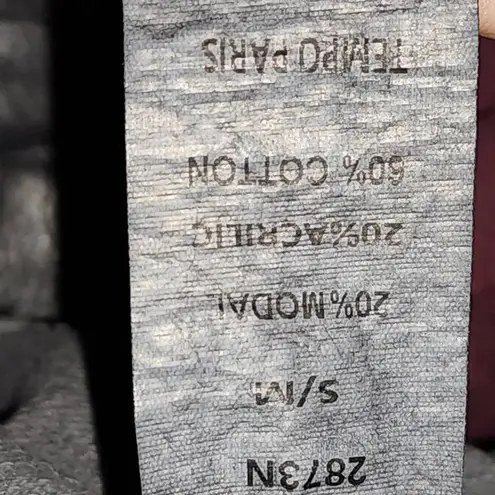 2873N
S/M
20%MODAL
20%ACRILIC
60% COTTON
TEMPO PARIS